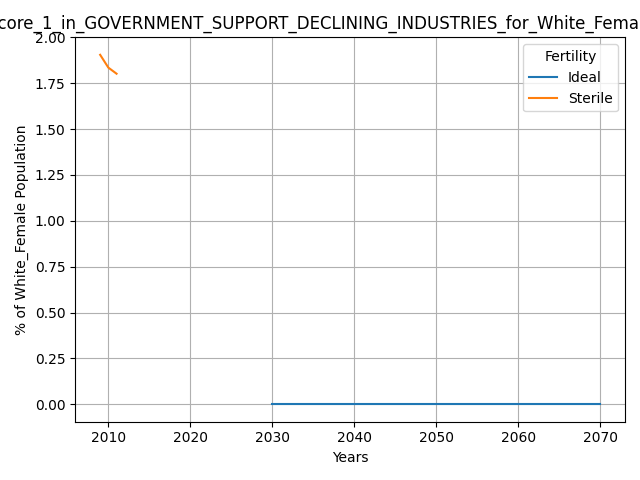 core_1_in_GOVERNMENT_SUPPORT_DECLINING_INDUSTRIES_for_White_Fema
Fertility
Ideal
Sterile
% of White_Female Population
2.00
1.75
1.50
1.25
1.00
0.75
0.50
0.25
0.00
2010 2020 2030 2040 2050 2060 2070
Years